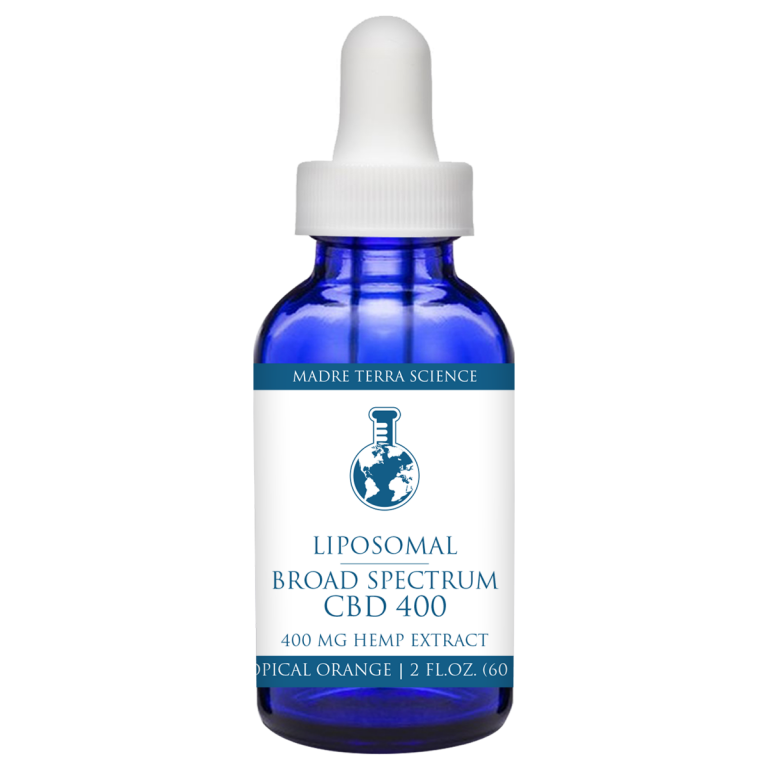 MADRE TERRA SCIENCE
LIPOSOMAL
BROAD SPECTRUM
CBD 400
400 MG HEMP EXTRACT
OPICAL ORANGE | 2 FL.OZ. (60